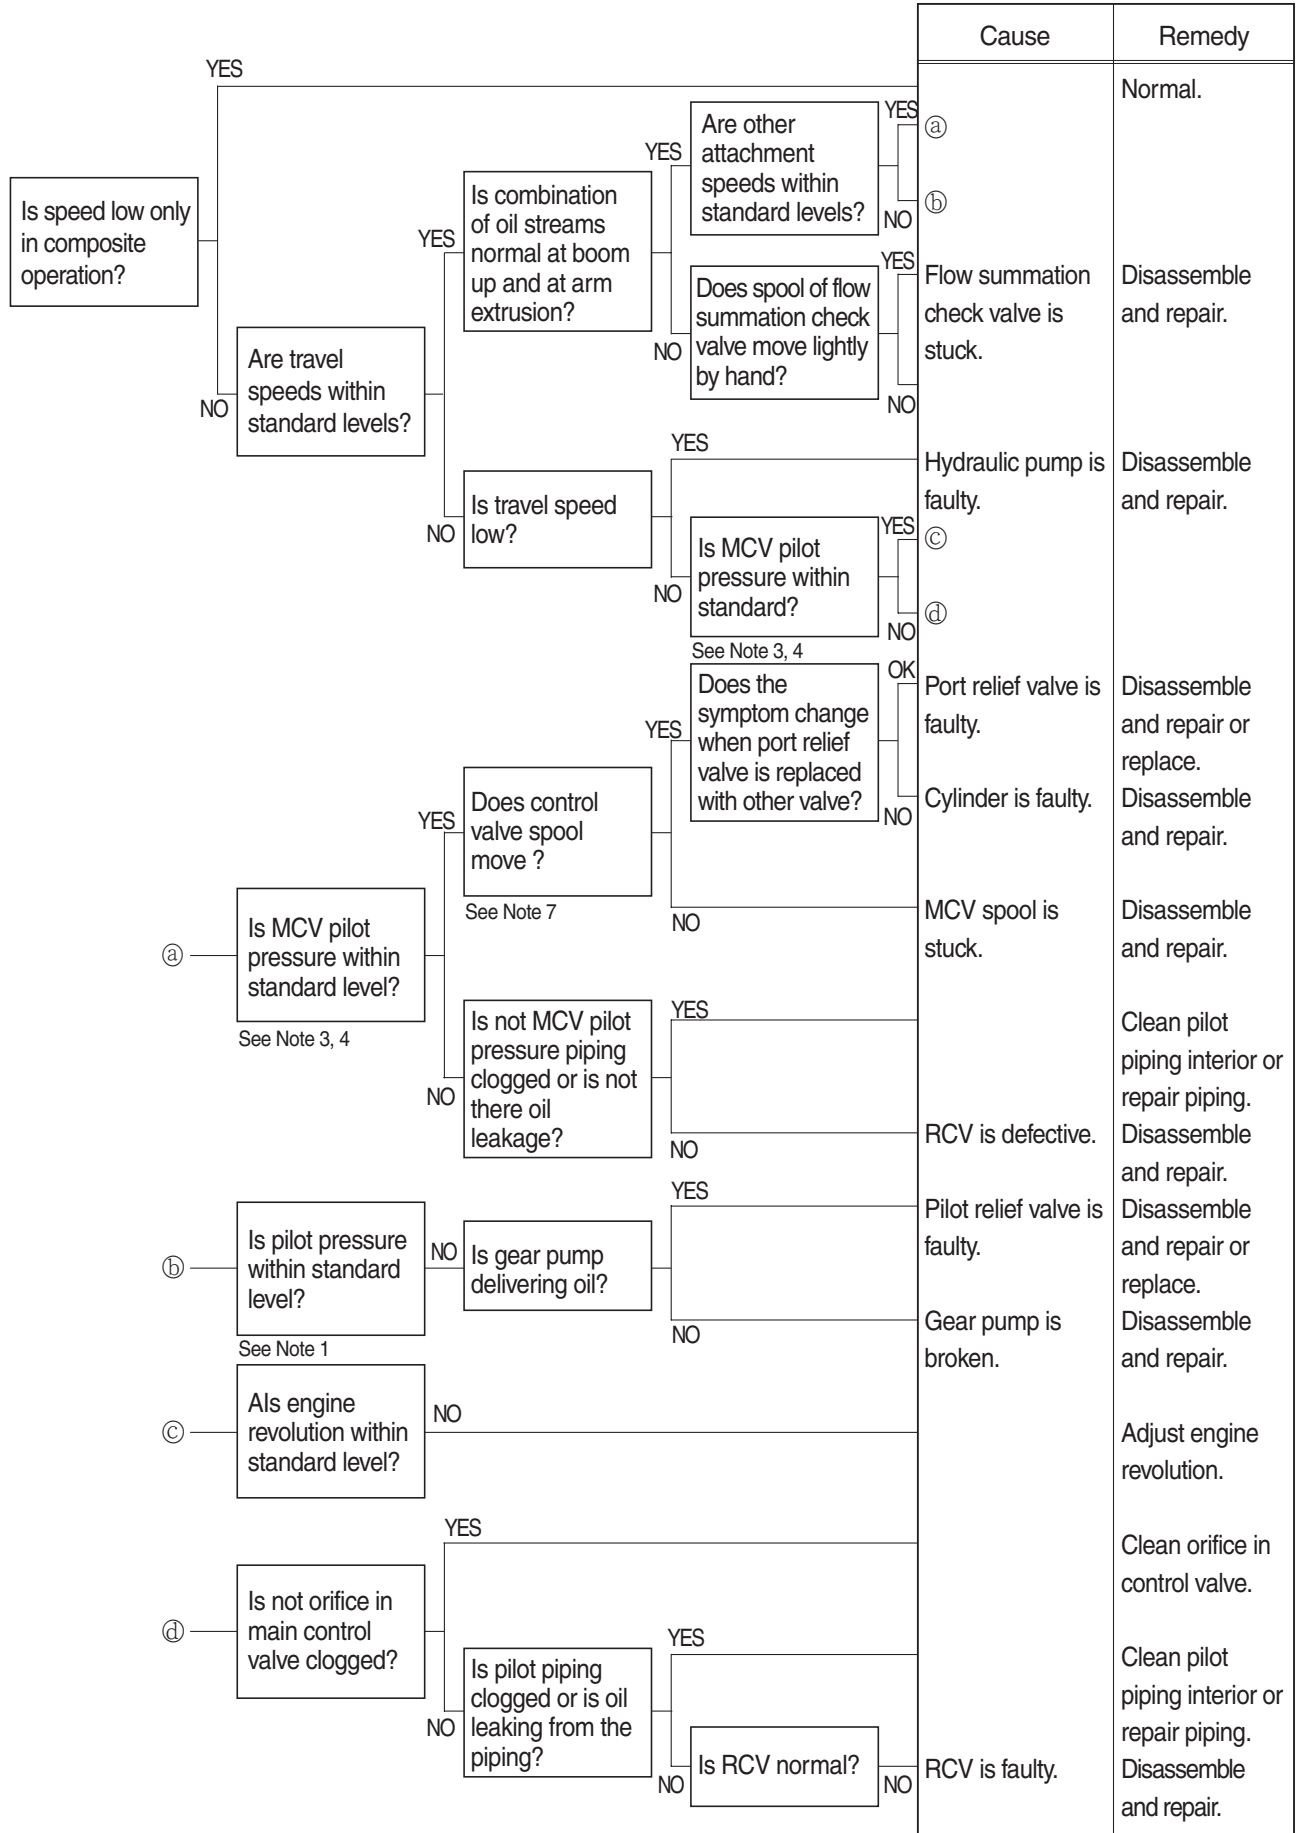 Cause
Remedy
YES
Normal.
Is speed low only
in composite
operation?
NO
Are travel
speeds within
standard levels?
YES
Is combination
of oil streams
normal at boom
up and at arm
extrusion?
YES
Are other
attachment
speeds within
standard levels?
YES
ⓐ
NO
ⓑ
NO
Does spool of flow
summation check
valve move lightly
by hand?
YES
Flow summation
check valve is
stuck.
Disassemble
and repair.
NO
NO
Is travel speed
low?
YES
Hydraulic pump is
faulty.
Disassemble
and repair.
NO
Is MCV pilot
pressure within
standard?
See Note 3, 4
YES
ⓒ
NO
ⓓ
ⓐ
Is MCV pilot
pressure within
standard level?
See Note 3, 4
YES
Does control
valve spool
move ?
See Note 7
YES
Does the
symptom change
when port relief
valve is replaced
with other valve?
OK
Port relief valve is
faulty.
Disassemble
and repair or
replace.
NO
Cylinder is faulty.
Disassemble
and repair.
NO
MCV spool is
stuck.
Disassemble
and repair.
NO
Is not MCV pilot
pressure piping
clogged or is not
there oil
leakage?
YES
Clean pilot
piping interior or
repair piping.
NO
RCV is defective.
Disassemble
and repair.
ⓑ
Is pilot pressure
within standard
level?
See Note 1
NO
Is gear pump
delivering oil?
YES
Pilot relief valve is
faulty.
Disassemble
and repair or
replace.
NO
Gear pump is
broken.
Disassemble
and repair.
ⓒ
AIs engine
revolution within
standard level?
NO
Adjust engine
revolution.
ⓓ
Is not orifice in
main control
valve clogged?
YES
Clean orifice in
control valve.
NO
Is pilot piping
clogged or is oil
leaking from the
piping?
YES
Clean pilot
piping interior or
repair piping.
NO
Is RCV normal?
NO
RCV is faulty.
Disassemble
and repair.